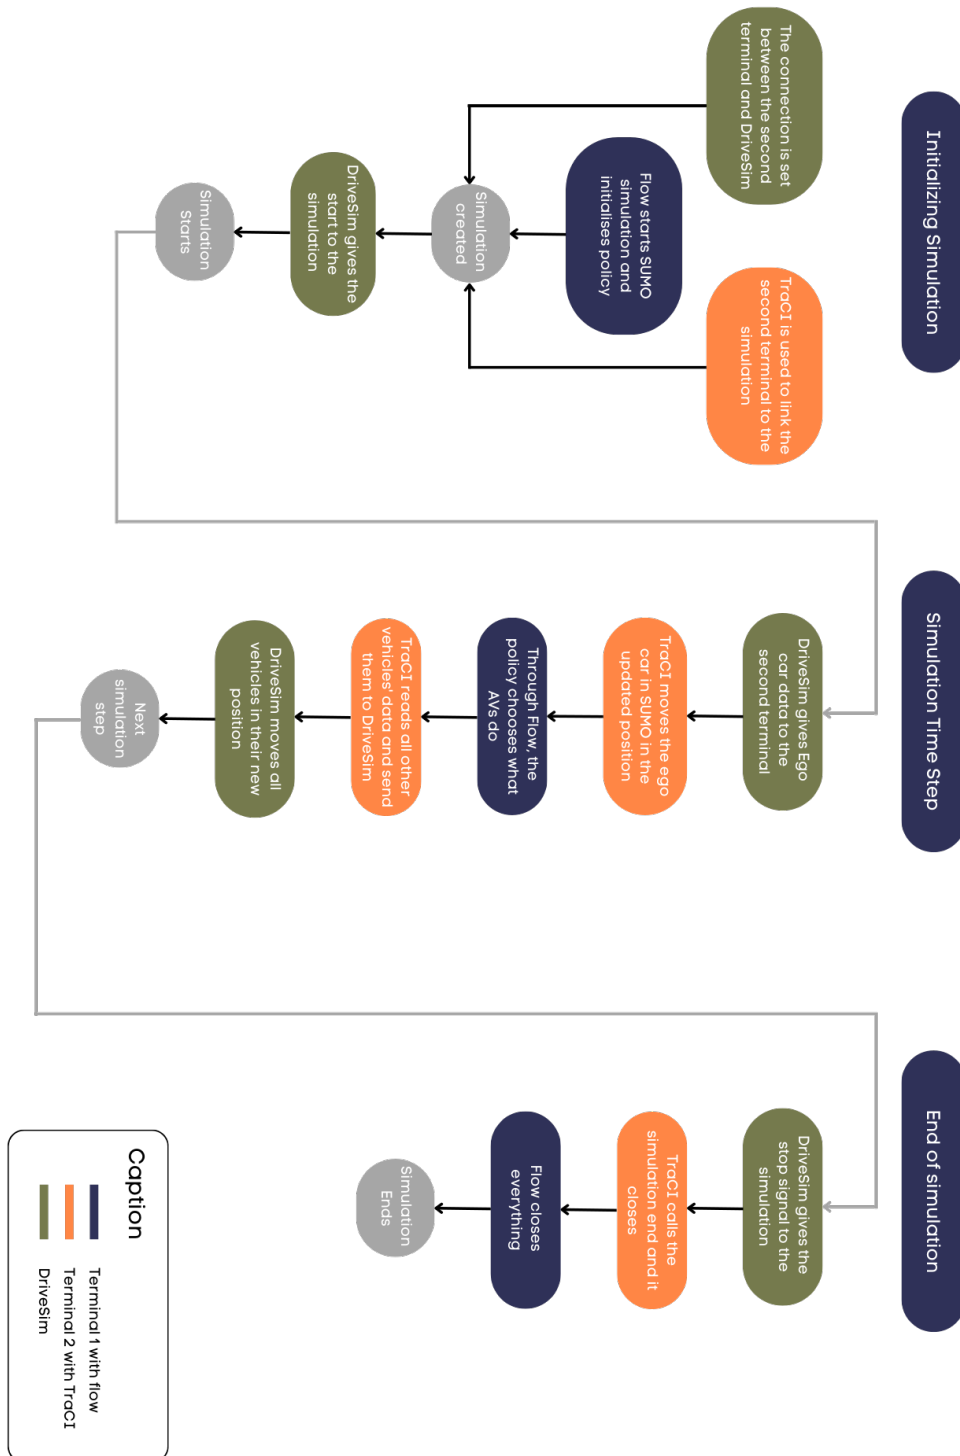 Initializing Simulation
The connection is set
between the second
terminal and DriveSim
Flow starts SUMO
simulation and
initialises policy
TraCI is used to link the
second terminal to the
simulation
Simulation
created
DriveSim gives the
start to the
simulation
Simulation
Starts
Simulation Time Step
DriveSim gives Ego
car data to the
second terminal
TraCI moves the ego
car in SUMO in the
updated position
Through Flow, the
policy chooses what
AVs do
TraCI reads all other
vehicles' data and send
them to DriveSim
DriveSim moves all
vehicles in their new
position
Next
simulation
step
End of simulation
DriveSim gives the
stop signal to the
simulation
TraCI calls the
simulation end and it
closes
Flow closes
everything
Simulation
Ends
Caption
Terminal 1 with flow
Terminal 2 with TraCI
DriveSim